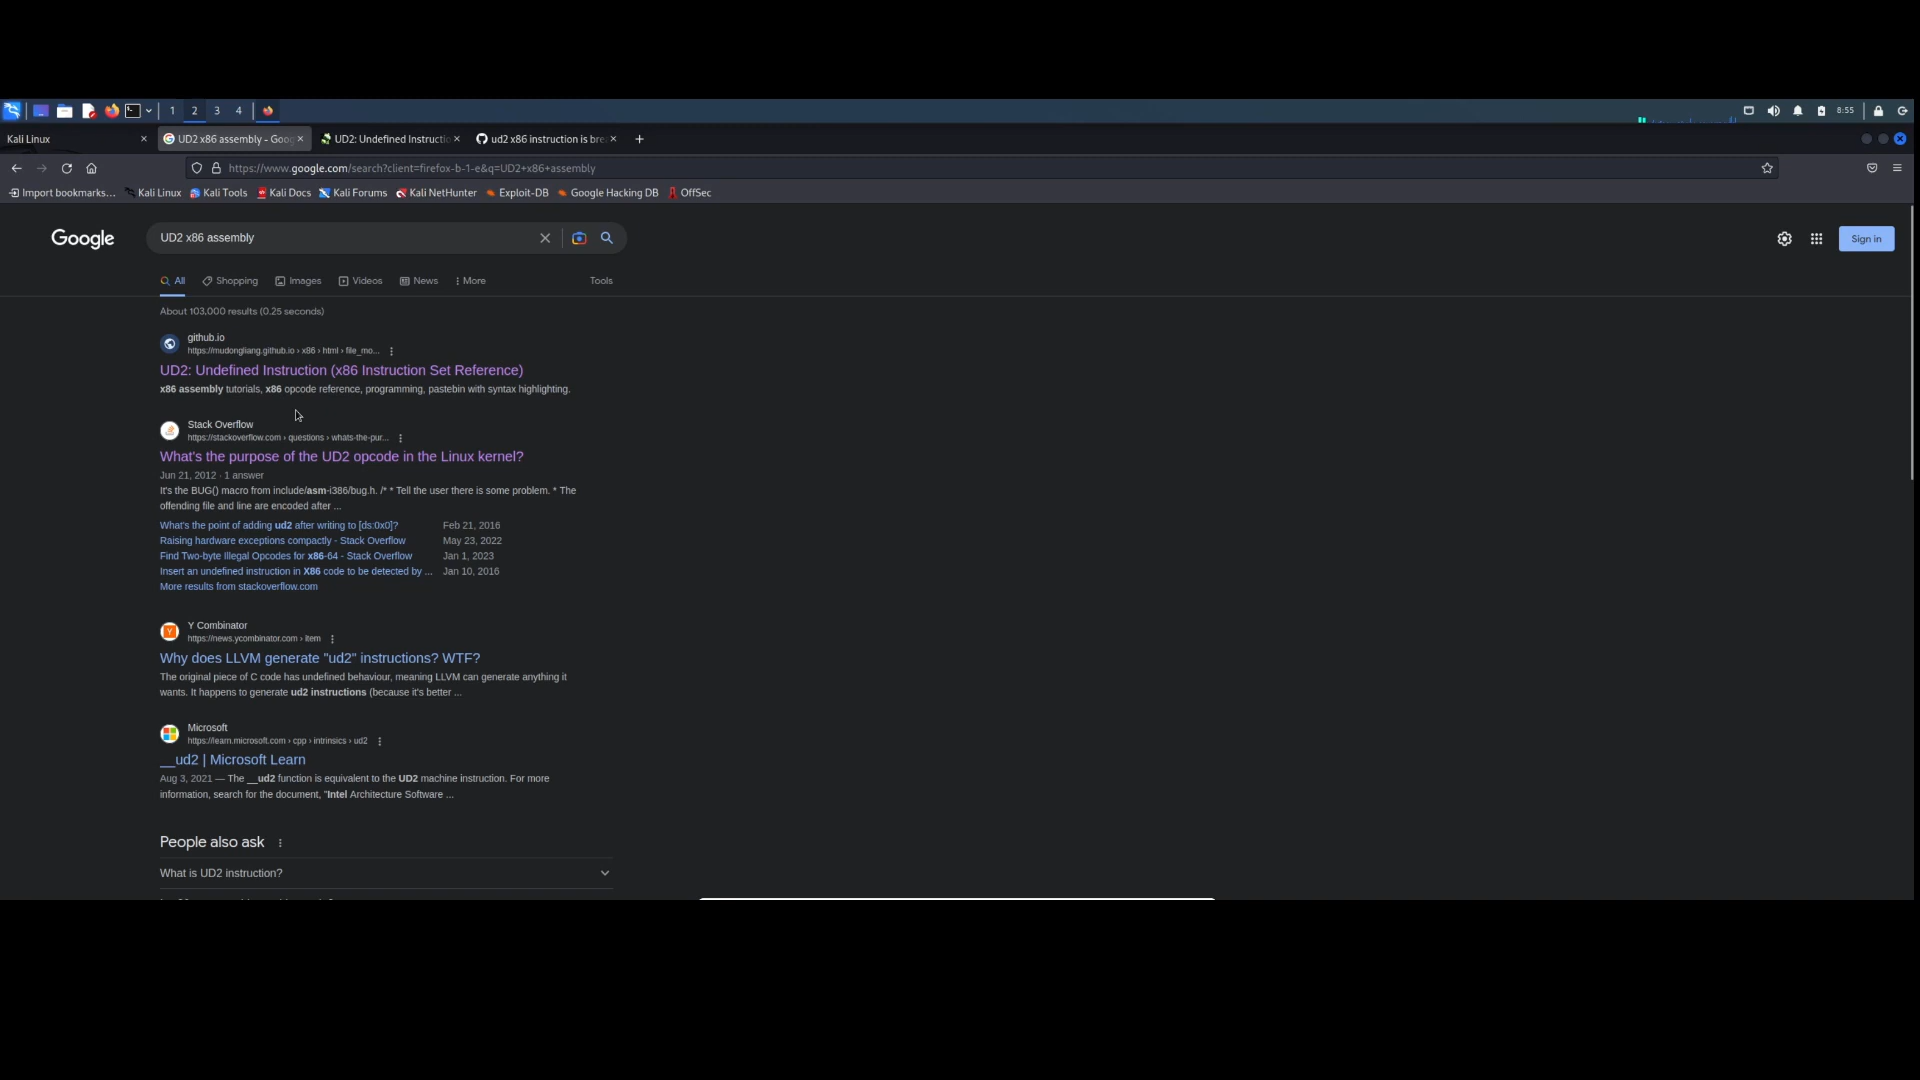 1 2 3 4 8:55
Kali Linux UD2 x86 assembly - Goog UD2: Undefined Instructio ud2 x86 instruction is bre
https://www.google.com/search?client=firefox-b-1-e&q=UD2+x86+assembly
Import bookmarks... Kali Linux Kali Tools Kali Docs Kali Forums Kali NetHunter Exploit-DB Google Hacking DB OffSec
Google UD2 x86 assembly Sign in
All Shopping Images Videos News More Tools
About 103,000 results (0.25 seconds)
github.io
https://mudongliang.github.io › x86 › html › file_mo...
UD2: Undefined Instruction (x86 Instruction Set Reference)
x86 assembly tutorials, x86 opcode reference, programming, pastebin with syntax highlighting.
Stack Overflow
https://stackoverflow.com › questions › whats-the-pur...
What's the purpose of the UD2 opcode in the Linux kernel?
Jun 21, 2012 · 1 answer
It's the BUG() macro from include/asm-i386/bug.h. /* * Tell the user there is some problem. * The
offending file and line are encoded after ...
What's the point of adding ud2 after writing to [ds:0x0]? Feb 21, 2016
Raising hardware exceptions compactly - Stack Overflow May 23, 2022
Find Two-byte Illegal Opcodes for x86-64 - Stack Overflow Jan 1, 2023
Insert an undefined instruction in X86 code to be detected by ... Jan 10, 2016
More results from stackoverflow.com
Y Combinator
https://news.ycombinator.com › item
Why does LLVM generate "ud2" instructions? WTF?
The original piece of C code has undefined behaviour, meaning LLVM can generate anything it
wants. It happens to generate ud2 instructions (because it's better ...
Microsoft
https://learn.microsoft.com › cpp › intrinsics › ud2
__ud2 | Microsoft Learn
Aug 3, 2021 — The __ud2 function is equivalent to the UD2 machine instruction. For more
information, search for the document, "Intel Architecture Software ...
People also ask
What is UD2 instruction?